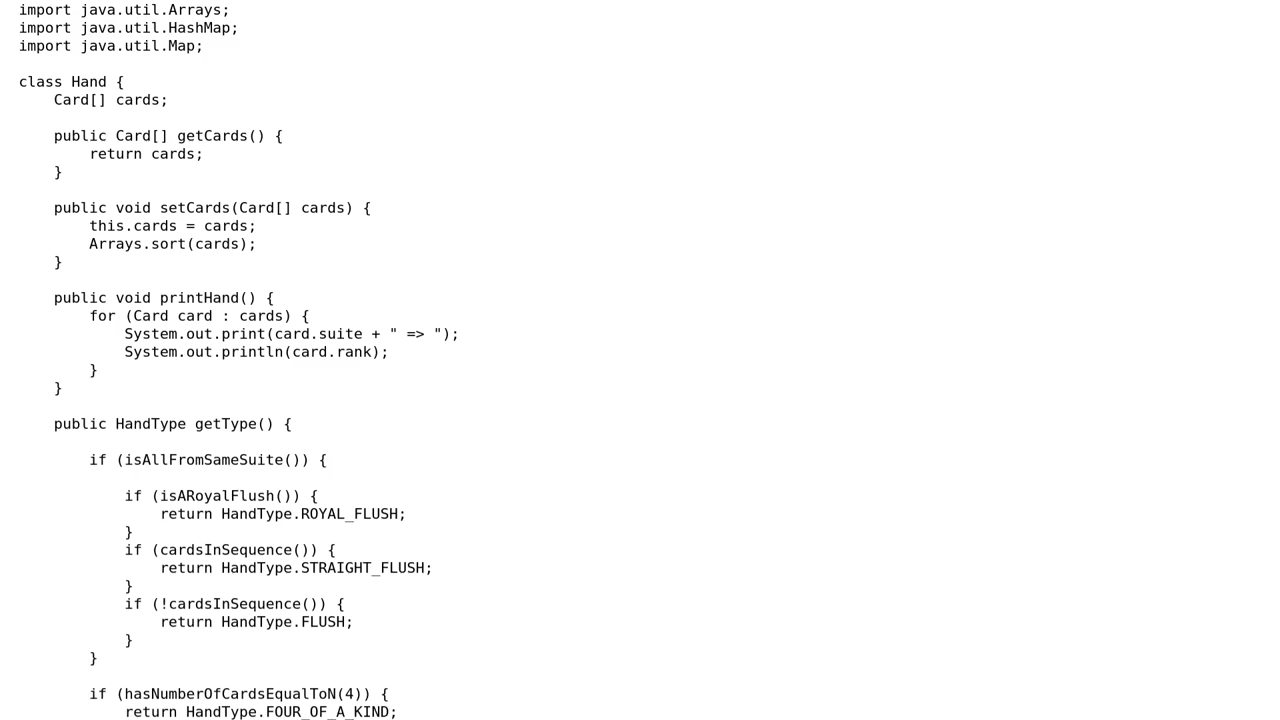 import java.util.Arrays;
import java.util.HashMap;
import java.util.Map;

class Hand {
    Card[] cards;

    public Card[] getCards() {
        return cards;
    }

    public void setCards(Card[] cards) {
        this.cards = cards;
        Arrays.sort(cards);
    }

    public void printHand() {
        for (Card card : cards) {
            System.out.print(card.suite + " => ");
            System.out.println(card.rank);
        }
    }

    public HandType getType() {

        if (isAllFromSameSuite()) {

            if (isARoyalFlush()) {
                return HandType.ROYAL_FLUSH;
            }
            if (cardsInSequence()) {
                return HandType.STRAIGHT_FLUSH;
            }
            if (!cardsInSequence()) {
                return HandType.FLUSH;
            }
        }

        if (hasNumberOfCardsEqualToN(4)) {
            return HandType.FOUR_OF_A_KIND;